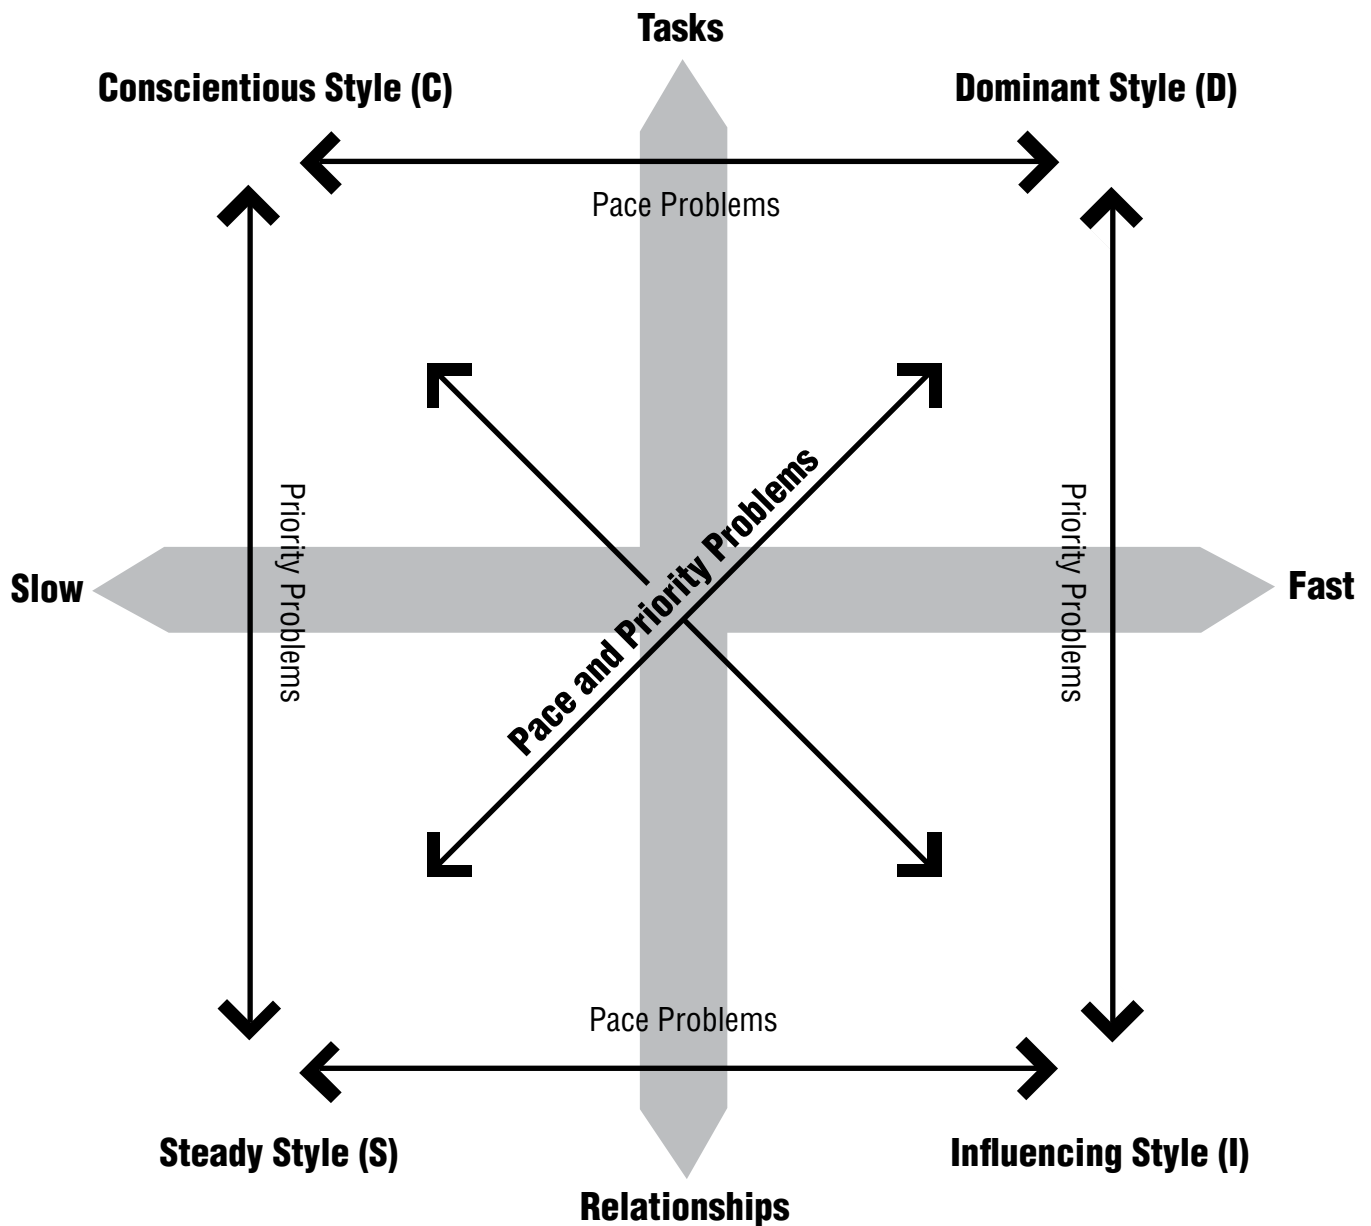 Tasks
Conscientious Style (C)
Dominant Style (D)
Pace Problems
Priority Problems
Pace and Priority Problems
Priority Problems
Slow
Fast
Pace Problems
Steady Style (S)
Influencing Style (I)
Relationships